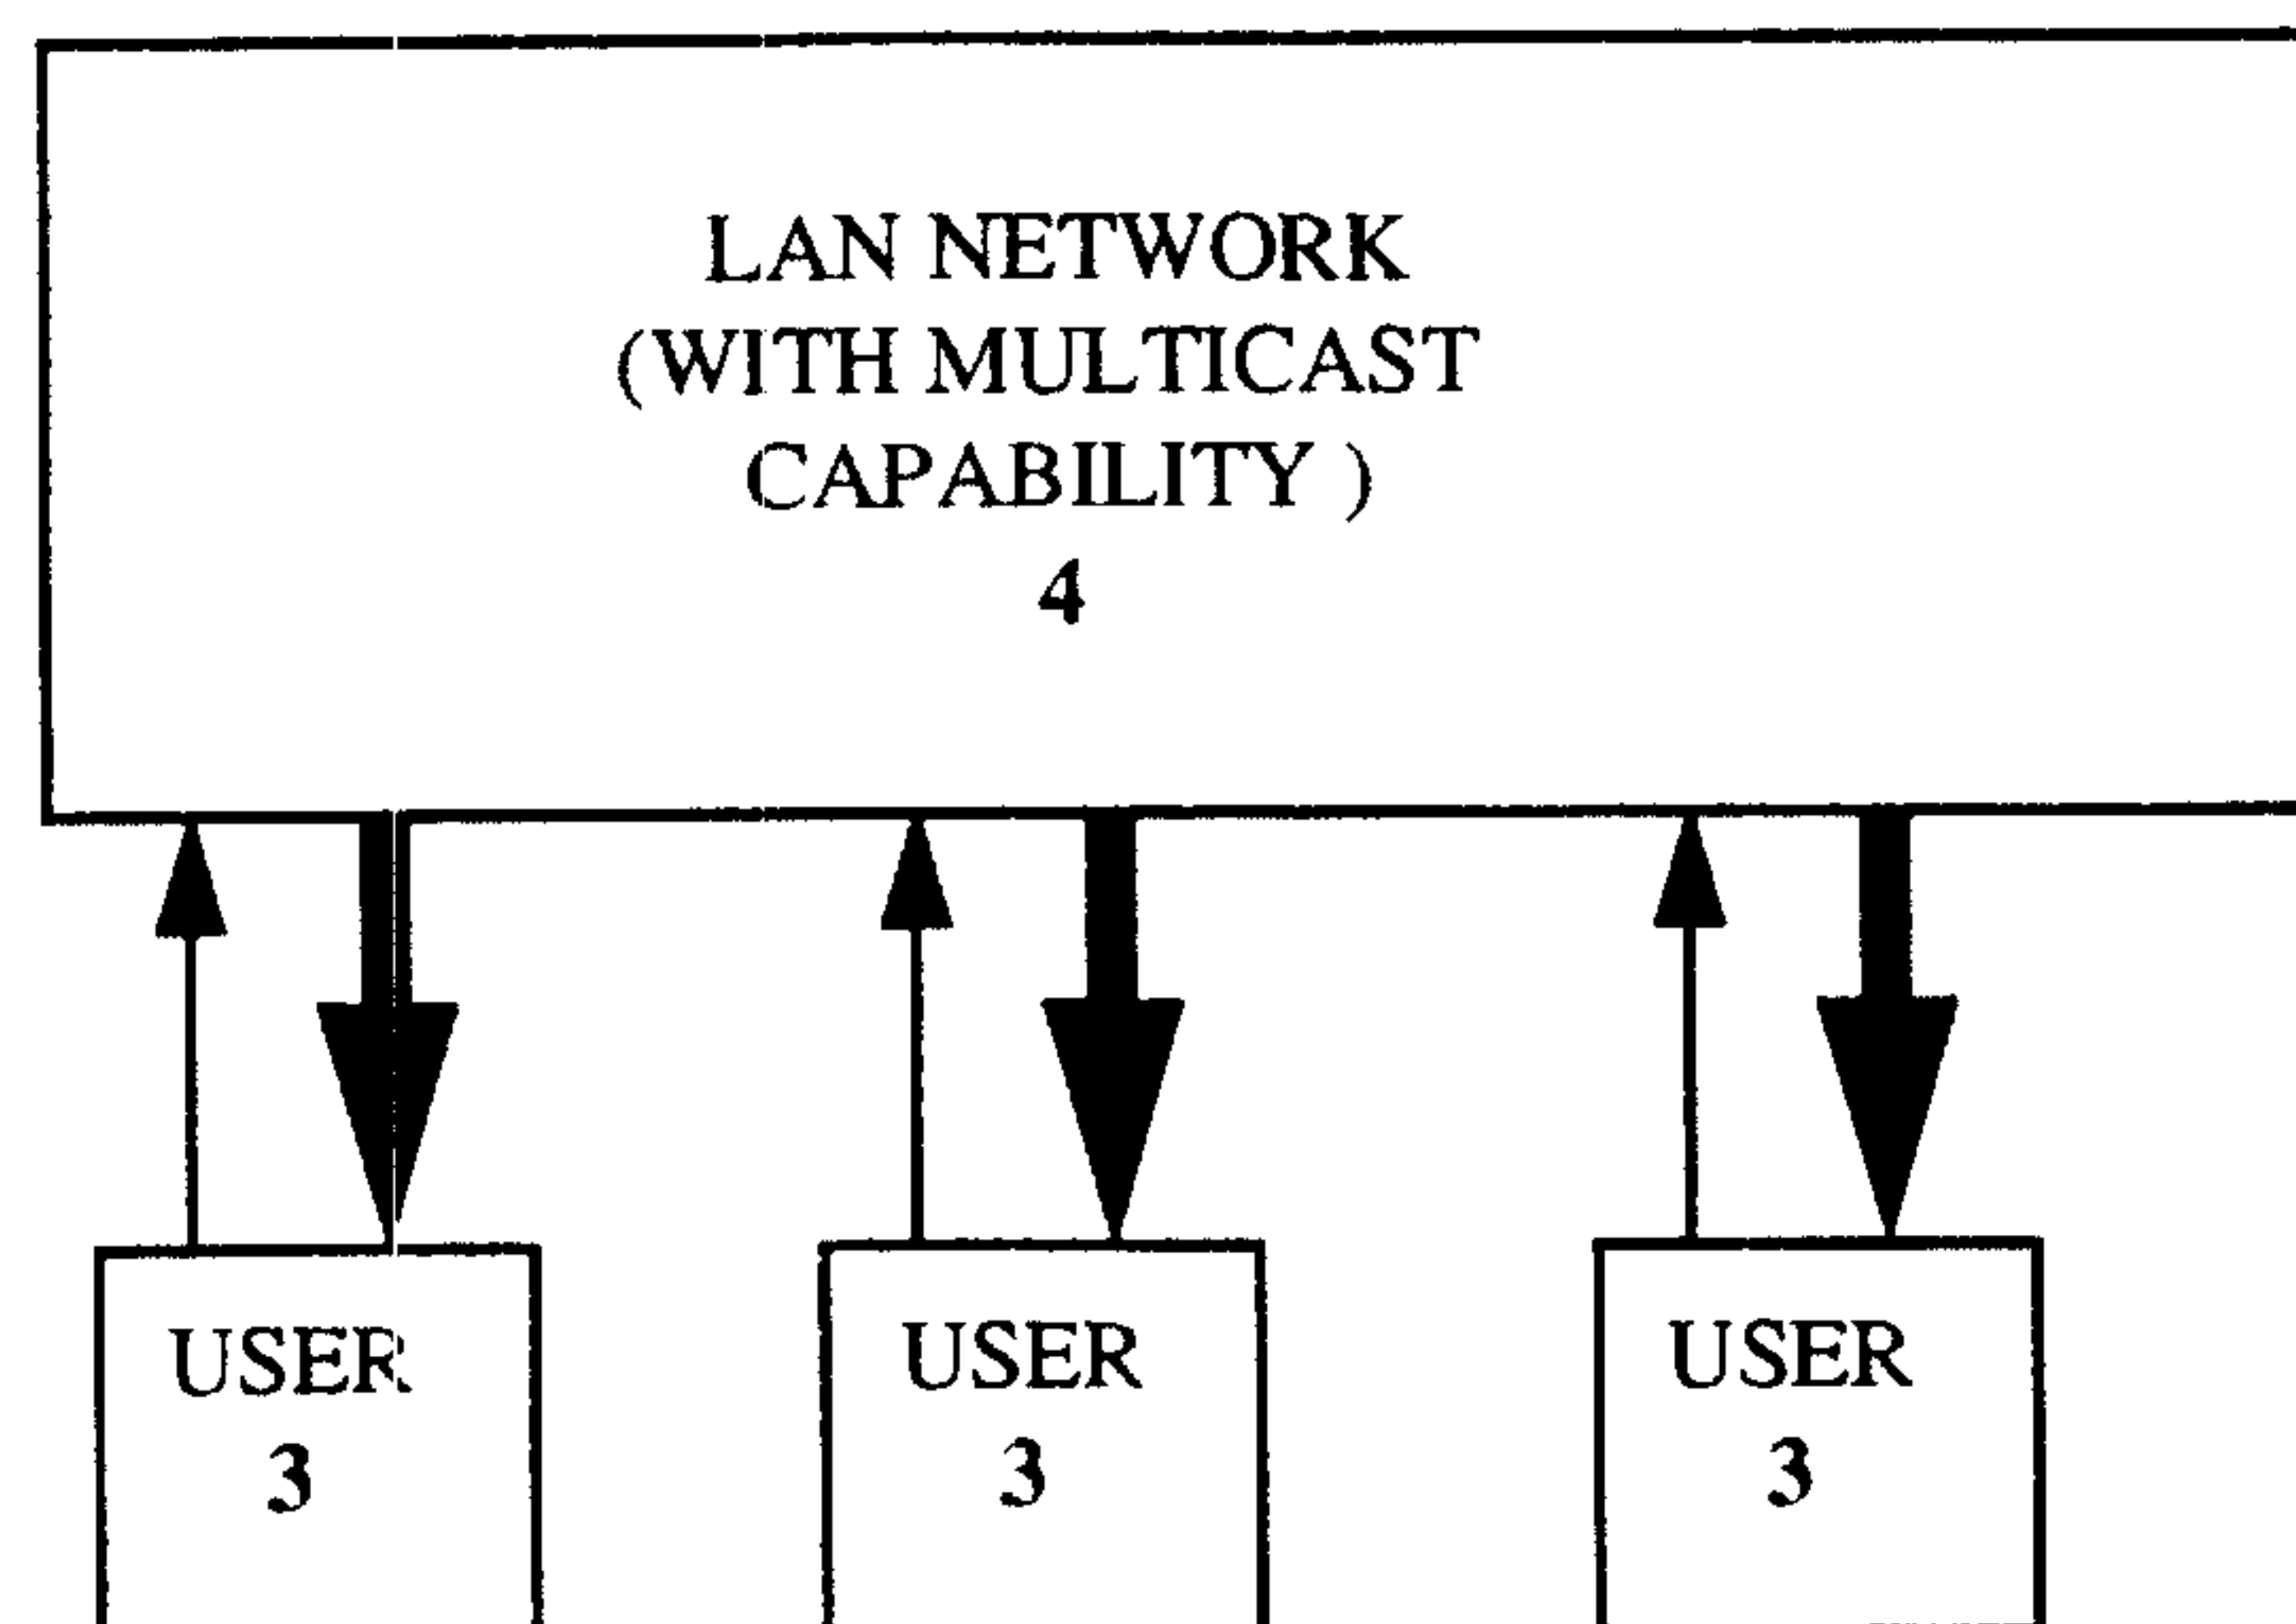 LAN NETWORK
(WITH MULTICAST
CAPABILITY )
4
USER
3
USER
3
USER
3